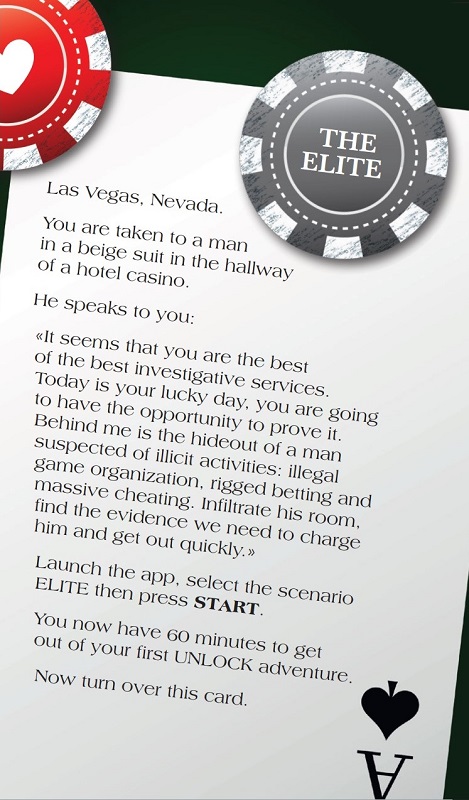 THE
ELITE
Las Vegas, Nevada.
You are taken to a man
in a beige suit in the hallway
of a hotel casino.
He speaks to you:
«It seems that you are the best
of the best investigative services.
Today is your lucky day, you are going
to have the opportunity to prove it.
Behind me is the hideout of a man
suspected of illicit activities: illegal
game organization, rigged betting and
massive cheating. Infiltrate his room,
find the evidence we need to charge
him and get out quickly.»
Launch the app, select the scenario
ELITE then press START.
You now have 60 minutes to get
out of your first UNLOCK adventure.
Now turn over this card.
A